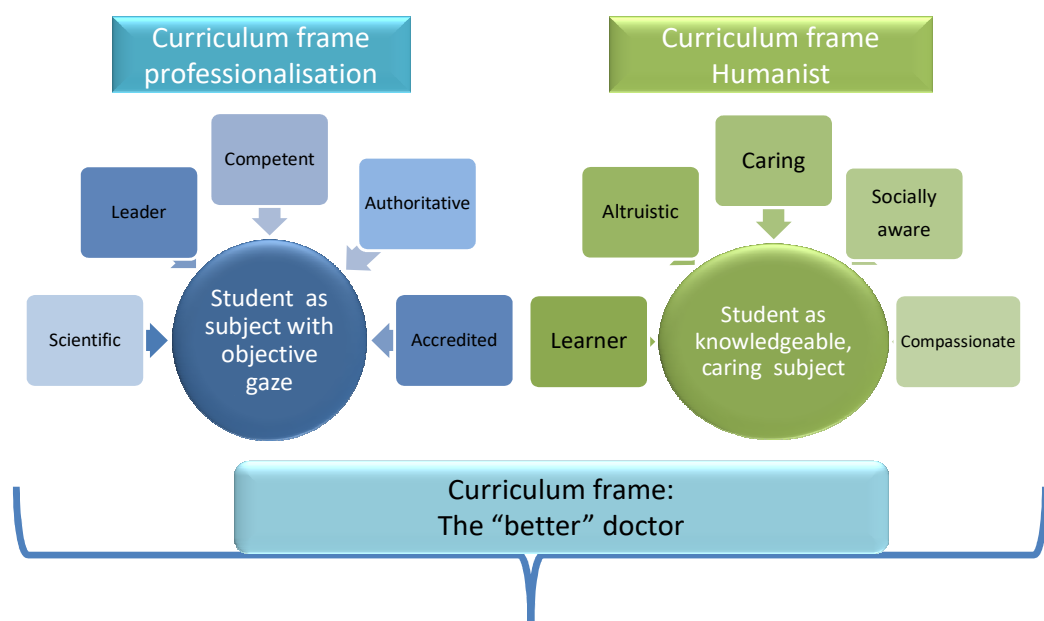 Curriculum frame
professionalisation
Curriculum frame
Humanist
Competent
Leader
Authoritative
Scientific
Accredited
Student as
subject with
objective
gaze
Caring
Altruistic
Socially
aware
Learner
Compassionate
Student as
knowledgeable,
caring subject
Curriculum frame:
The “better” doctor